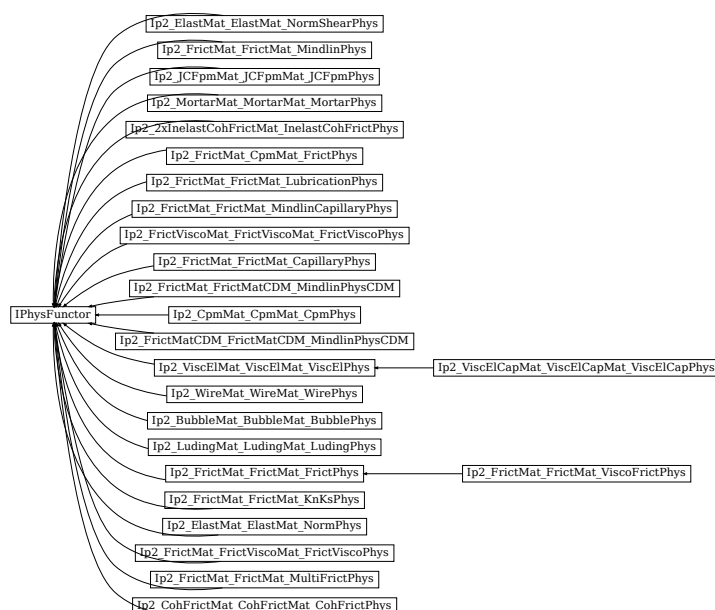 Ip2_ElastMat_ElastMat_NormShearPhys
Ip2_FrictMat_FrictMat_MindlinPhys
Ip2_JCFpmMat_JCFpmMat_JCFpmPhys
Ip2_MortarMat_MortarMat_MortarPhys
Ip2_2xInelastCohFrictMat_InelastCohFrictPhys
Ip2_FrictMat_CpmMat_FrictPhys
Ip2_FrictMat_FrictMat_LubricationPhys
Ip2_FrictMat_FrictMat_MindlinCapillaryPhys
Ip2_FrictViscoMat_FrictViscoMat_FrictViscoPhys
Ip2_FrictMat_FrictMat_CapillaryPhys
Ip2_FrictMat_FrictMatCDM_MindlinPhysCDM
IPhysFunctor
Ip2_CpmMat_CpmMat_CpmPhys
Ip2_FrictMatCDM_FrictMatCDM_MindlinPhysCDM
Ip2_ViscElMat_ViscElMat_ViscElPhys
Ip2_ViscElCapMat_ViscElCapMat_ViscElCapPhys
Ip2_WireMat_WireMat_WirePhys
Ip2_BubbleMat_BubbleMat_BubblePhys
Ip2_LudingMat_LudingMat_LudingPhys
Ip2_FrictMat_FrictMat_FrictPhys
Ip2_FrictMat_FrictMat_ViscoFrictPhys
Ip2_FrictMat_FrictMat_KnKsPhys
Ip2_ElastMat_ElastMat_NormPhys
Ip2_FrictMat_FrictViscoMat_FrictViscoPhys
Ip2_FrictMat_FrictMat_MultiFrictPhys
Ip2_CohFrictMat_CohFrictMat_CohFrictPhys